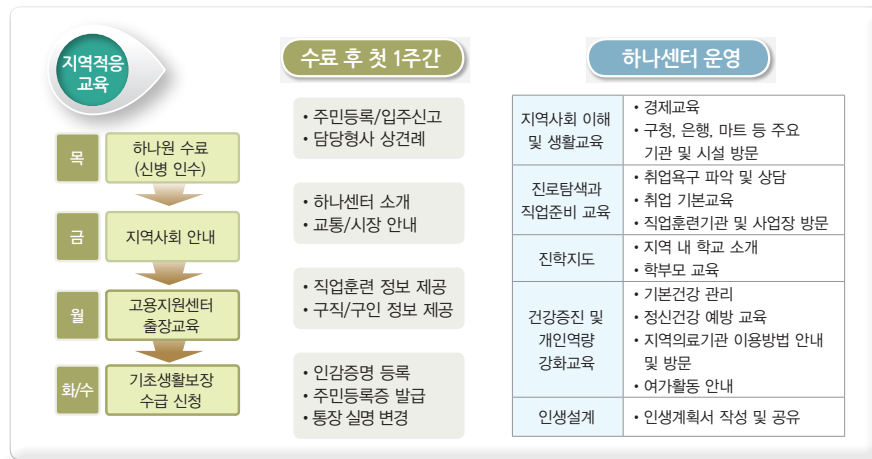 지역적응
교육
수료 후 첫 1주간
하나센터 운영
목
하나원 수료
(신병 인수)
금
지역사회 안내
월
고용지원센터
출장교육
화/수
기초생활보장
수급 신청
• 주민등록/입주신고
• 담당형사 상견례
• 하나센터 소개
• 교통/시장 안내
• 직업훈련 정보 제공
• 구직/구인 정보 제공
• 인감증명 등록
• 주민등록증 발급
• 통장 실명 변경
지역사회 이해
및 생활교육
• 경제교육
• 구청, 은행, 마트 등 주요
기관 및 시설 방문
진로탐색과
직업준비 교육
• 취업욕구 파악 및 상담
• 취업 기본교육
• 직업훈련기관 및 사업장 방문
진학지도
• 지역 내 학교 소개
• 학부모 교육
건강증진 및
개인역량
강화교육
• 기본건강 관리
• 정신건강 예방 교육
• 지역의료기관 이용방법 안내
및 방문
• 여가활동 안내
인생설계
• 인생계획서 작성 및 공유